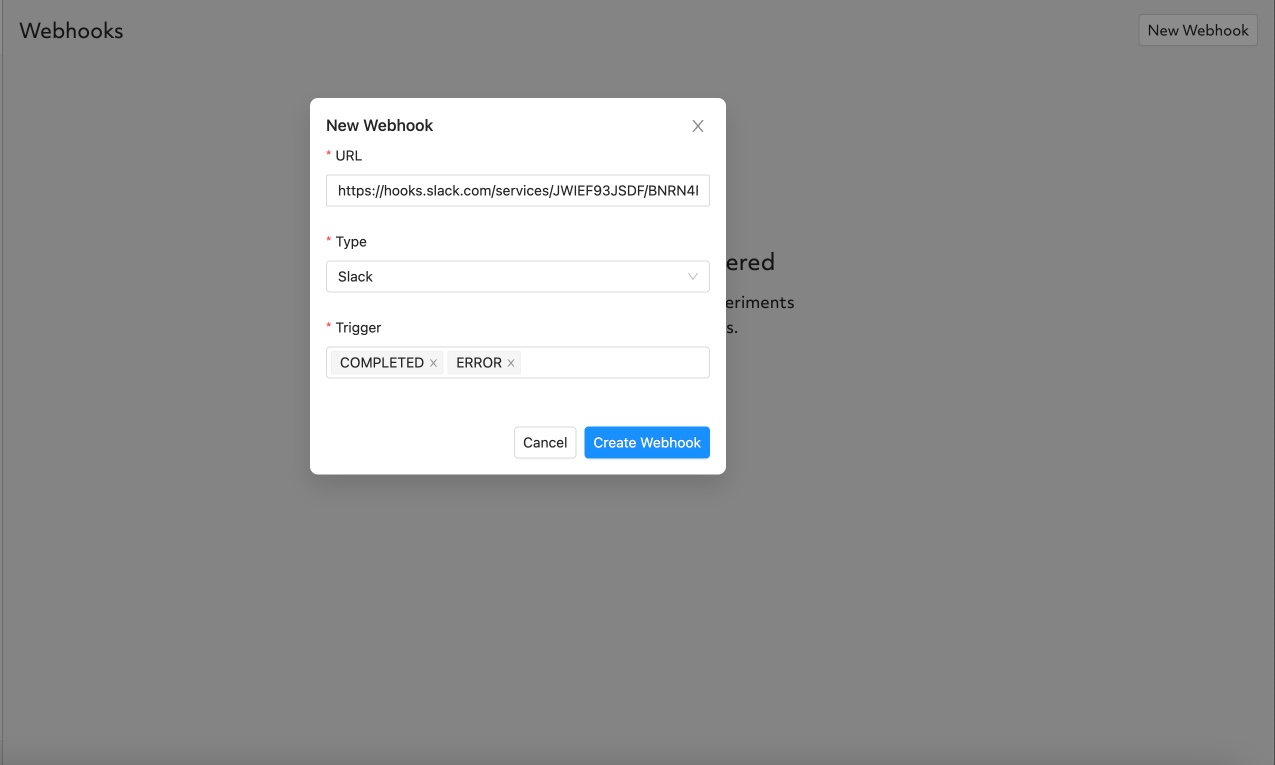 Webhooks
New Webhook
New Webhook
* URL
https://hooks.slack.com/services/JWIEF93JSDF/BNRN4I
* Type
Slack
ered
eriments
s.
* Trigger
COMPLETED ERROR
Cancel Create Webhook